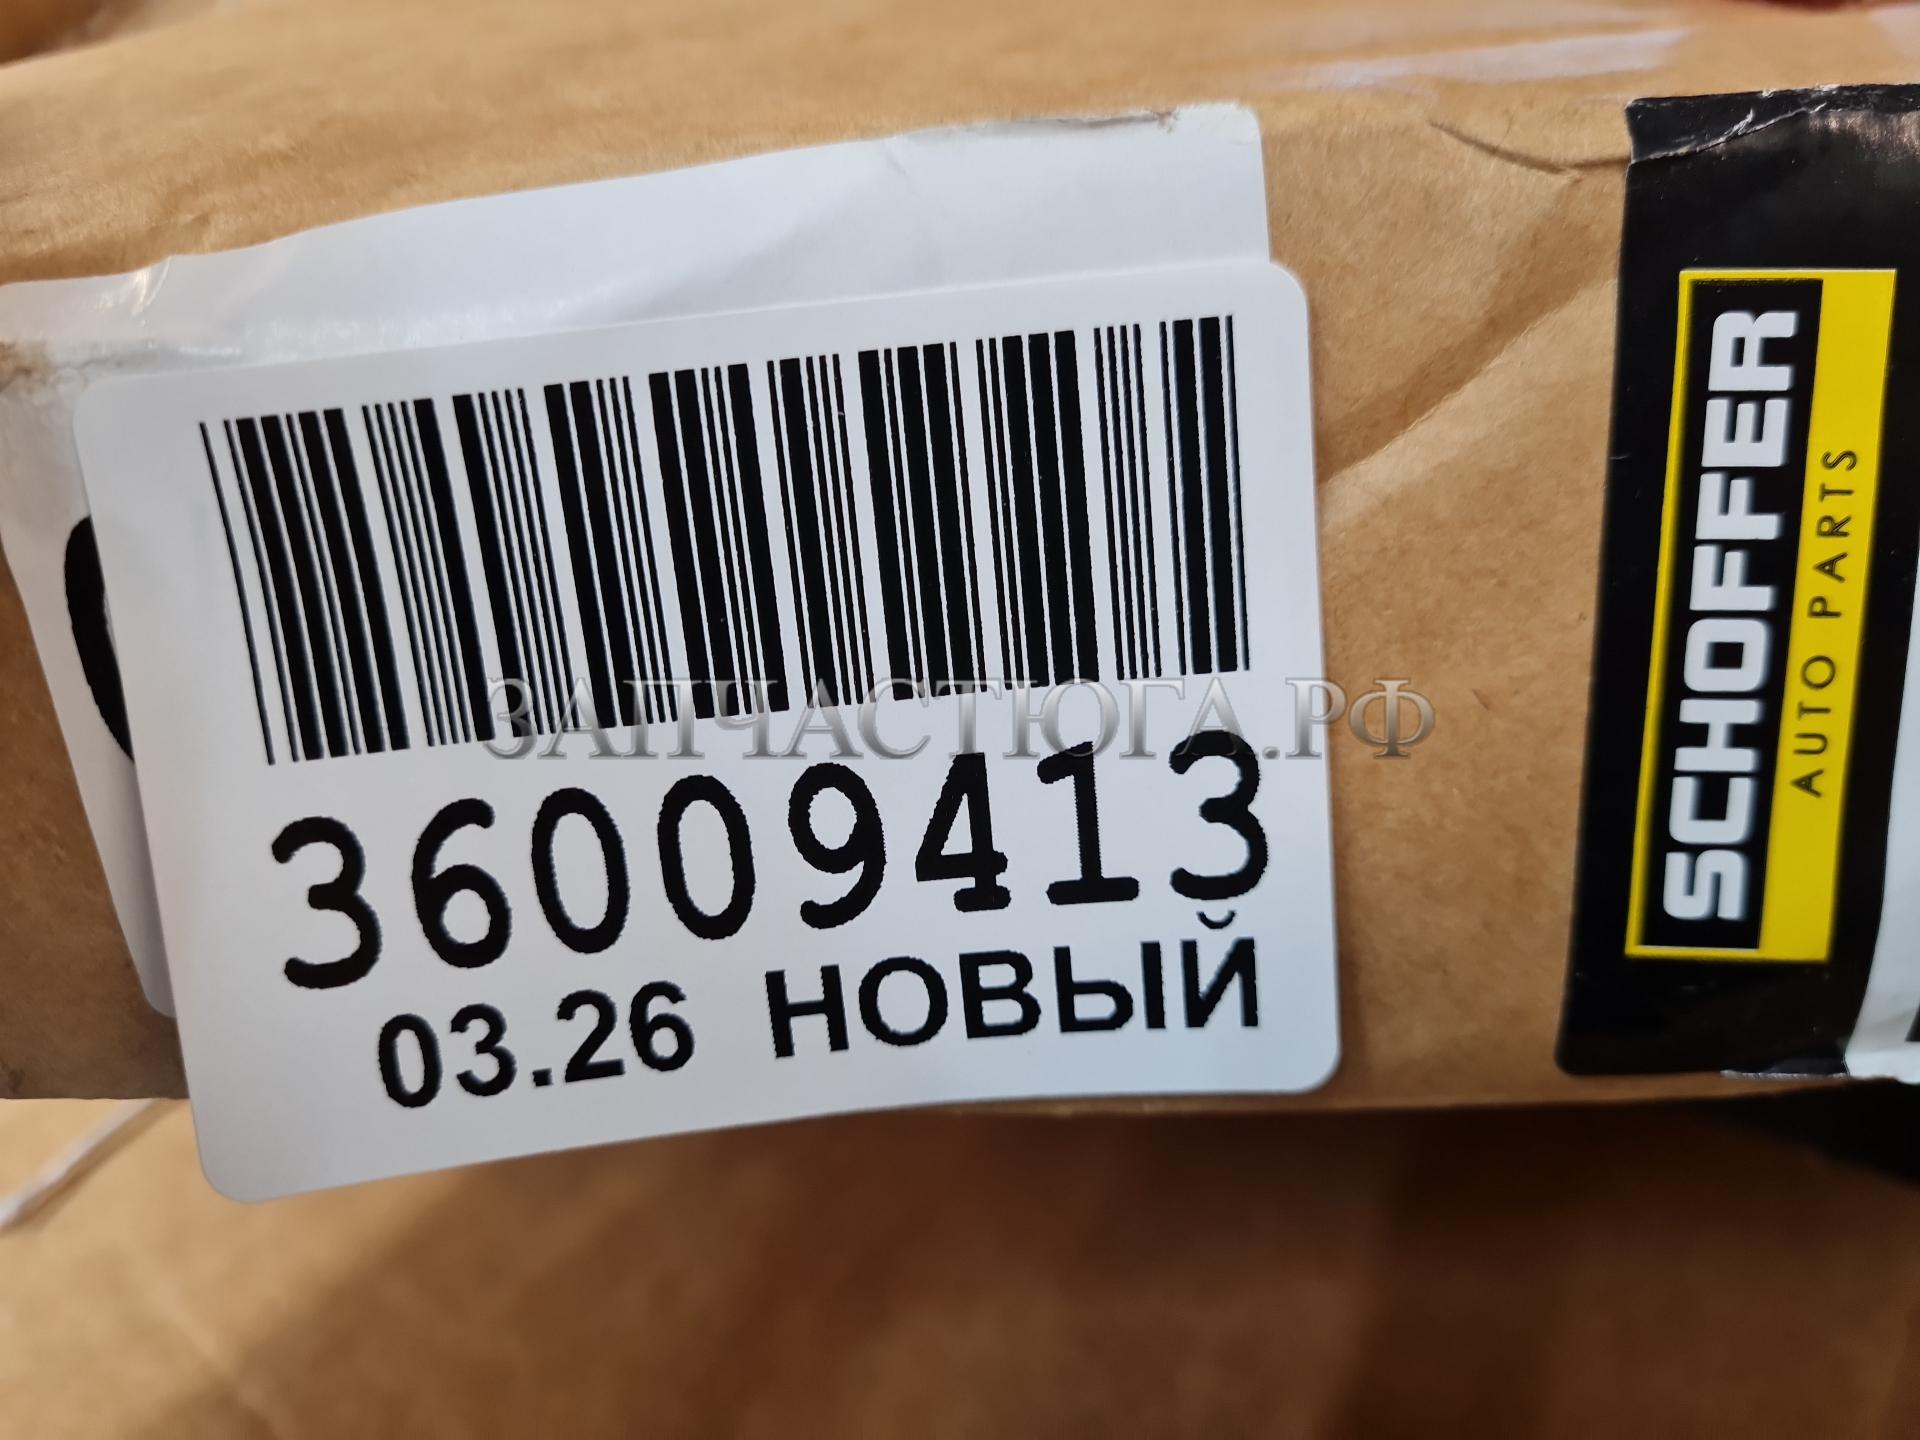 ЗАПЧАСТЮГА.РФ
36009413
03.26 НОВЫЙ
SCHOFFER
AUTO PARTS